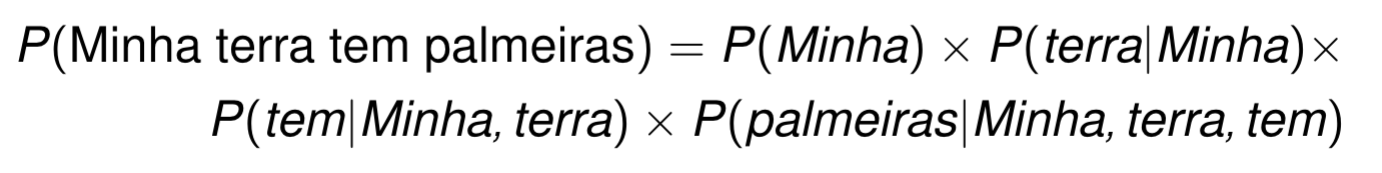 P(Minha terra tem palmeiras) = P(Minha) × P(terra|Minha)×
P(tem|Minha, terra) × P(palmeiras|Minha, terra, tem)